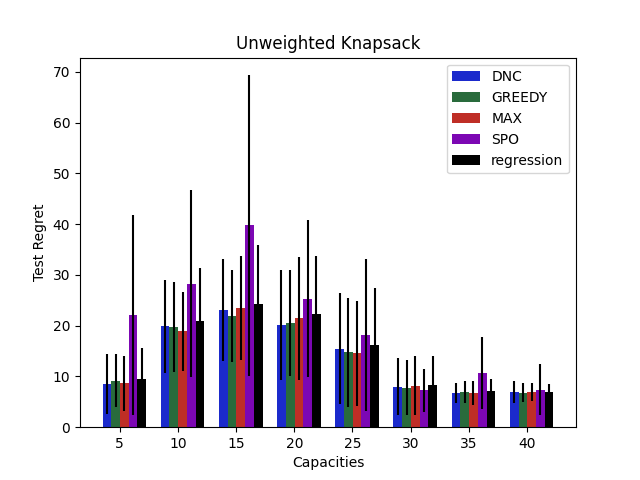 Unweighted Knapsack
Test Regret
70
60
50
40
30
20
10
0
DNC
GREEDY
MAX
SPO
regression
5 10 15 20 25 30 35 40
Capacities